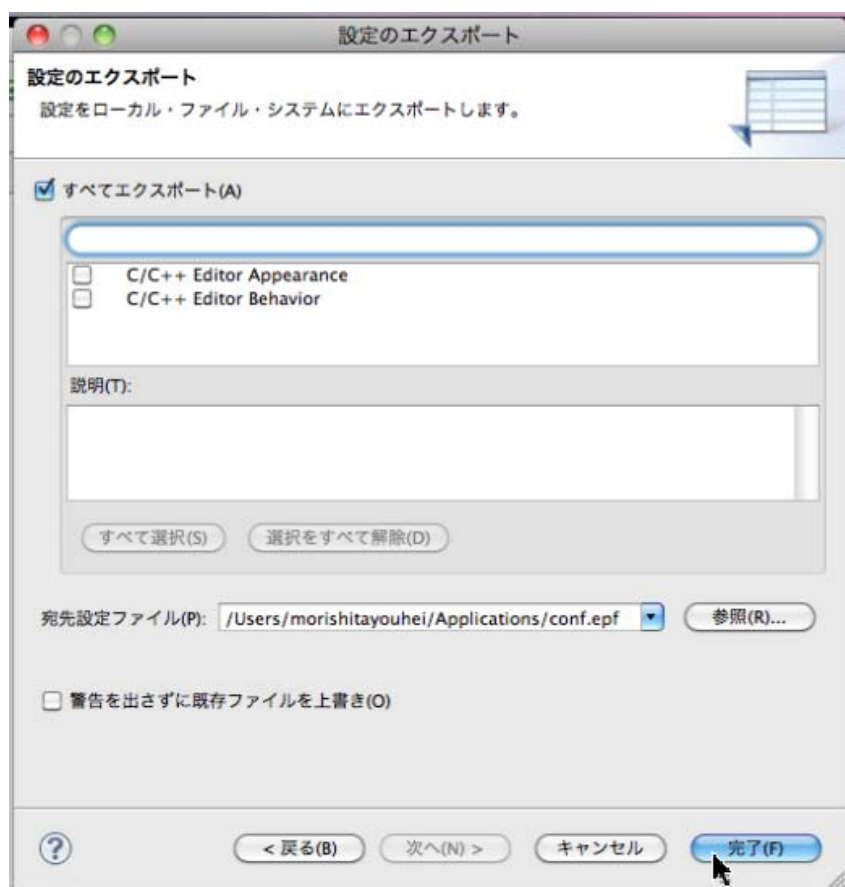 設定のエクスポート
設定のエクスポート
設定をローカル・ファイル・システムにエクスポートします。
すべてエクスポート(A)
C/C++ Editor Appearance
C/C++ Editor Behavior
説明(T):
すべて選択(S) 選択をすべて解除(D)
宛先設定ファイル(P): /Users/morishitayouhei/Applications/conf.epf 参照(R)...
警告を出さずに既存ファイルを上書き(O)
? < 戻る(B) 次へ(N) > キャンセル 完了(F)